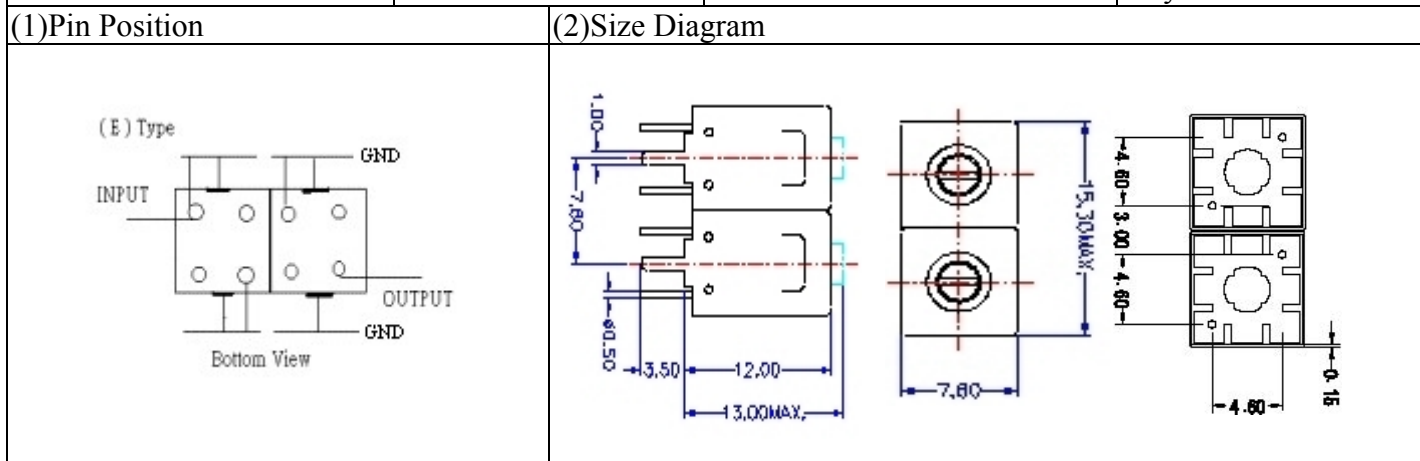 (1)Pin Position
(2)Size Diagram
(E) Type
GND
INPUT
OUTPUT
GND
Bottom View
1.00
7.80
ø0.50
3.50
12.00
13.00MAX.
15.30MAX.
7.80
4.60
3.00
4.60
4.60
0.15